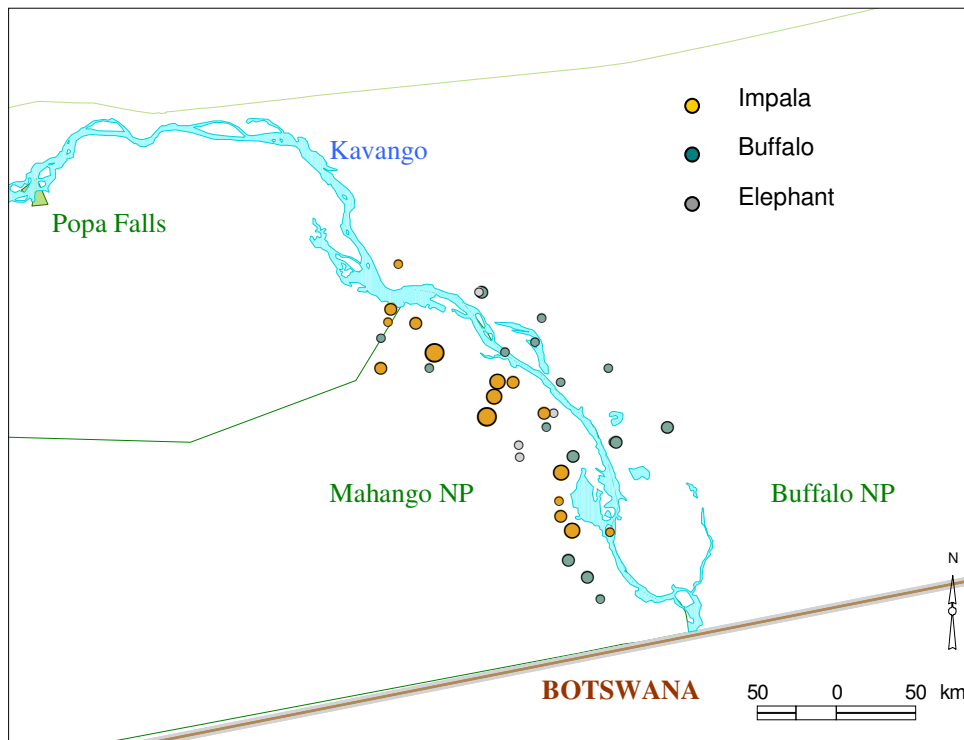 Impala
Kavango
Buffalo
Elephant
Popa Falls
Mahango NP
Buffalo NP
N
BOTSWANA
50 0 50 km